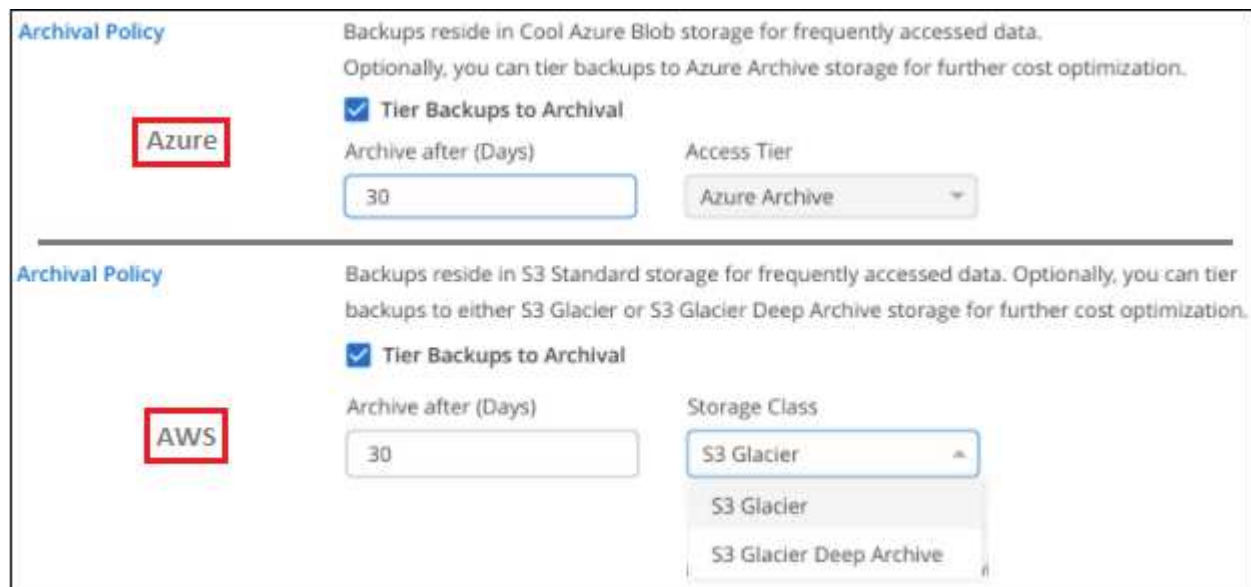 Archival Policy
Backups reside in Cool Azure Blob storage for frequently accessed data.
Optionally, you can tier backups to Azure Archive storage for further cost optimization.
Tier Backups to Archival
Azure
Archive after (Days)
Access Tier
30
Azure Archive
Archival Policy
Backups reside in S3 Standard storage for frequently accessed data. Optionally, you can tier
backups to either S3 Glacier or S3 Glacier Deep Archive storage for further cost optimization.
Tier Backups to Archival
AWS
Archive after (Days)
Storage Class
30
S3 Glacier
S3 Glacier
S3 Glacier Deep Archive